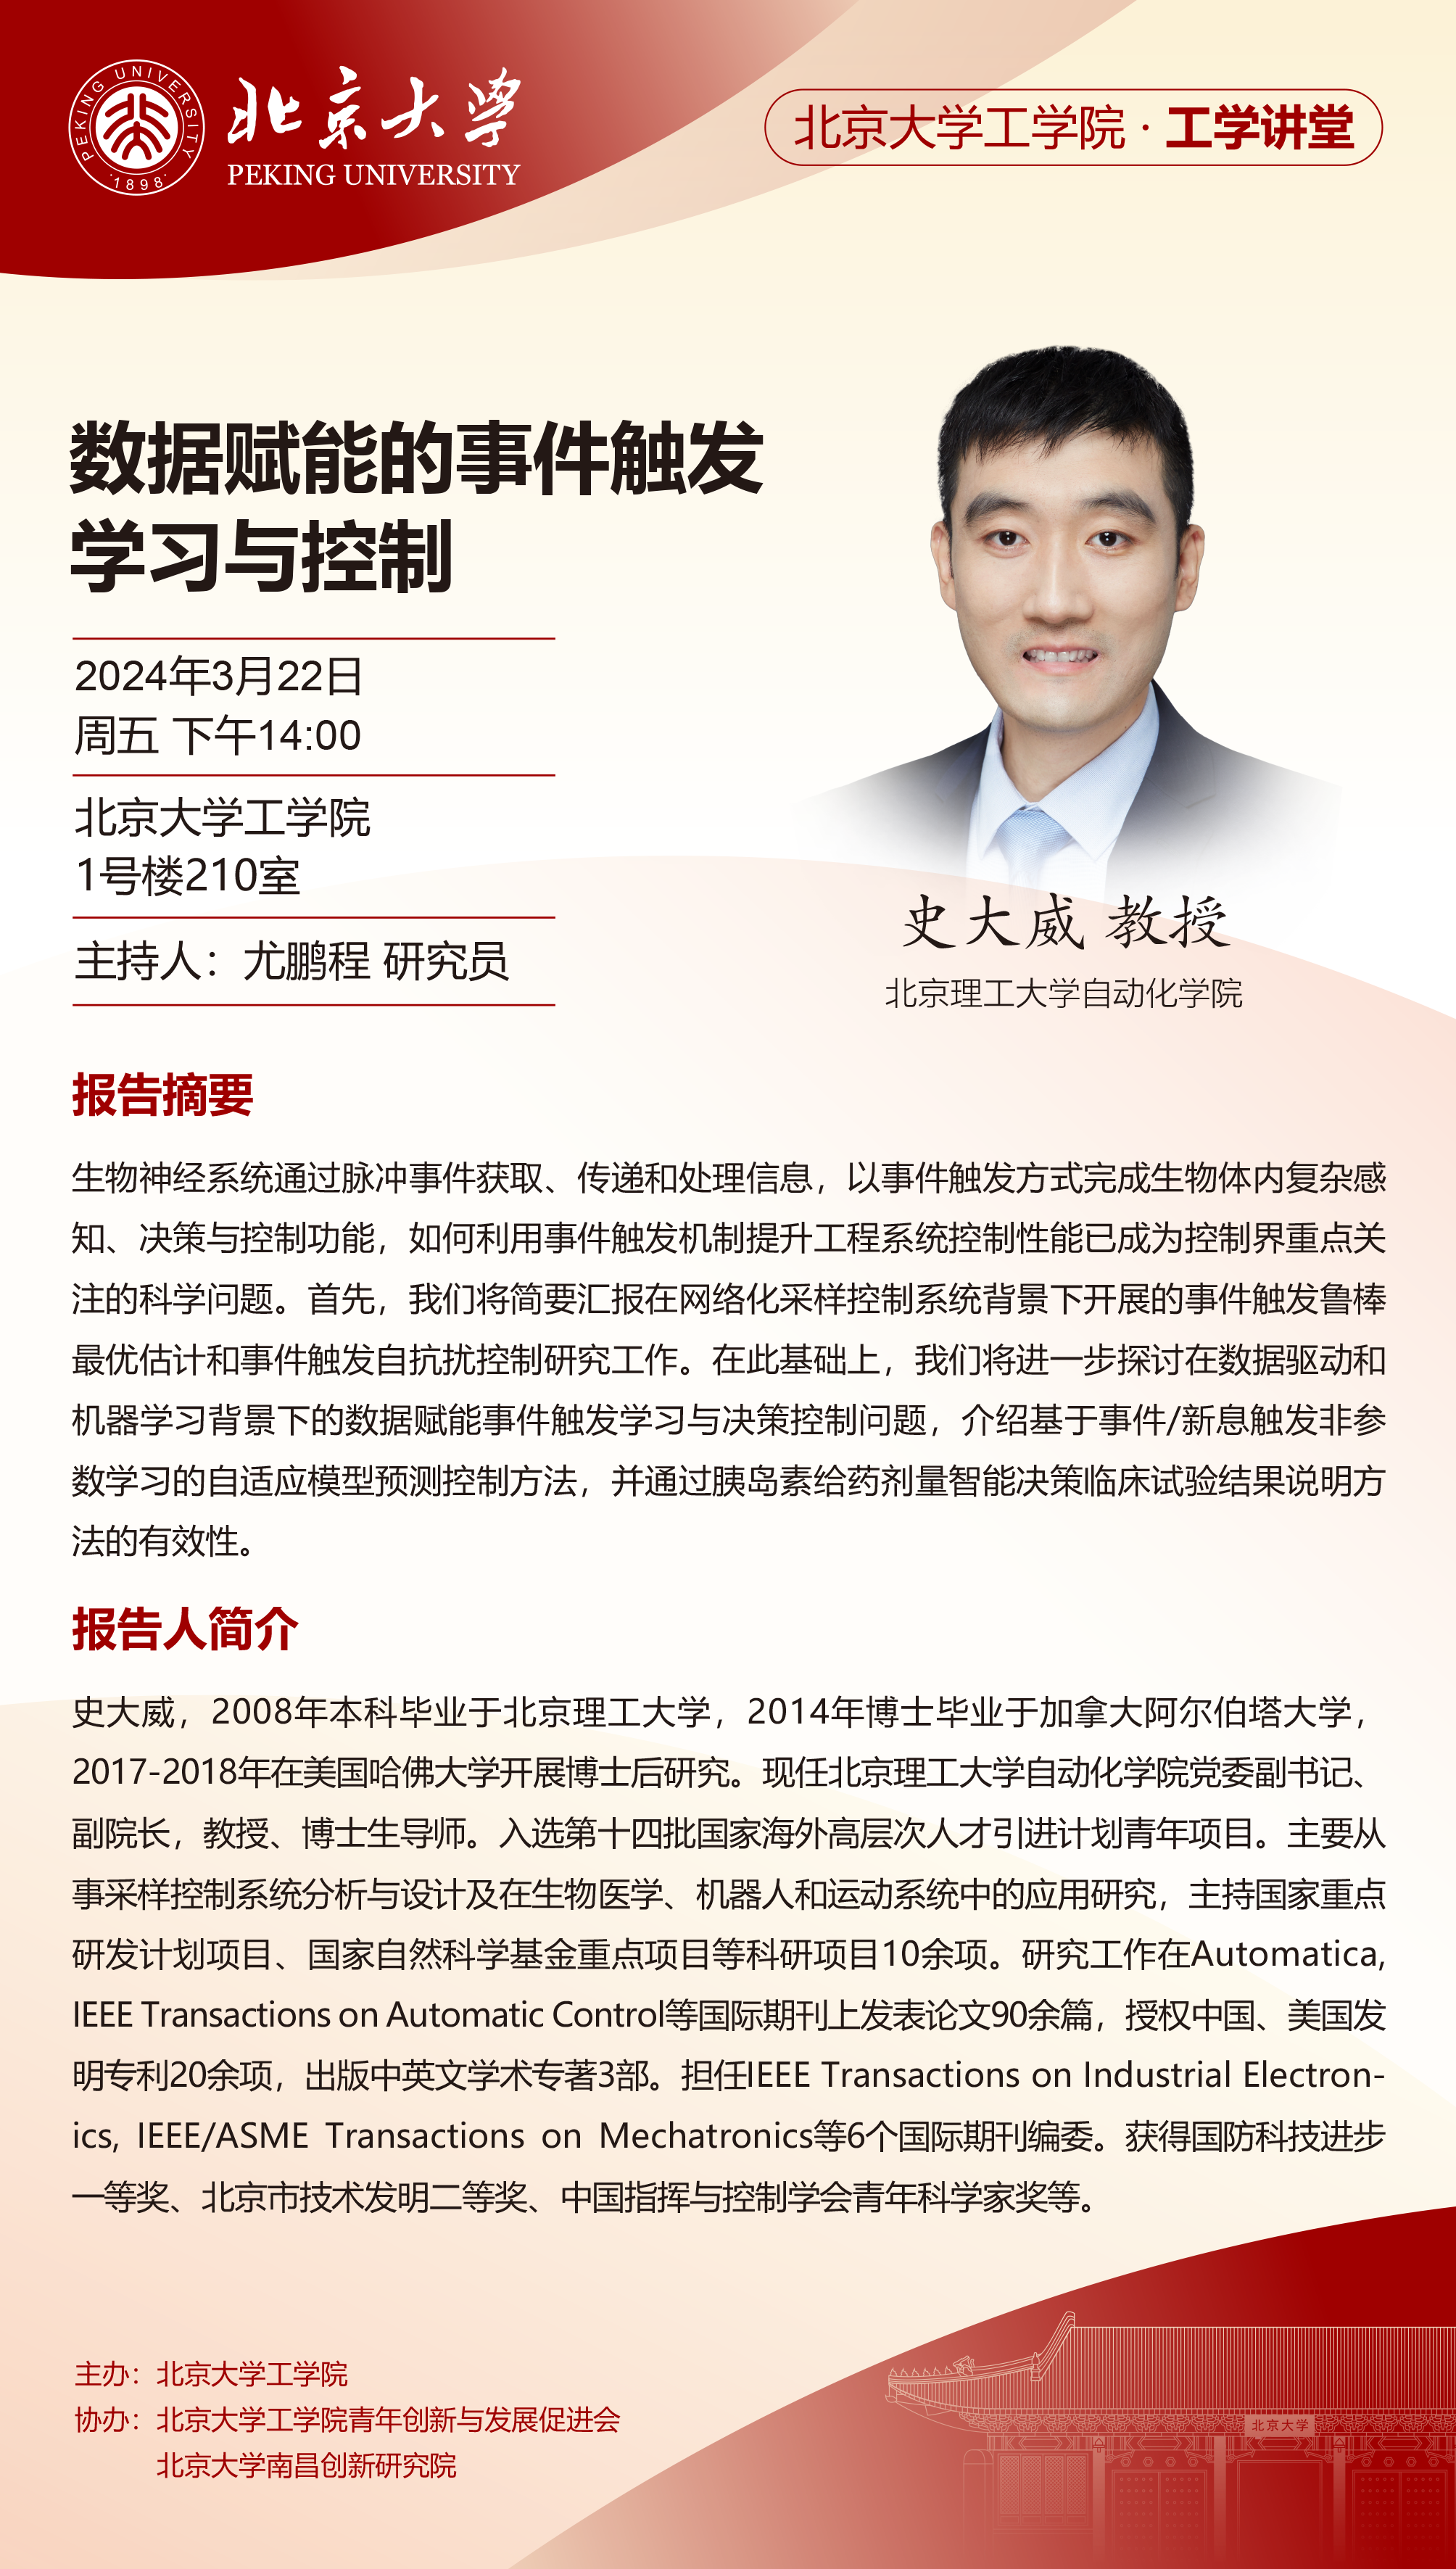 PEKING UNIVERSITY
·1898·
北京大学
PEKING UNIVERSITY
北京大学工学院·工学讲堂
数据赋能的事件触发
学习与控制
2024年3月22日
周五 下午14:00
北京大学工学院
1号楼210室
主持人：尤鹏程 研究员
史大威 教授
北京理工大学自动化学院
报告摘要
生物神经系统通过脉冲事件获取、传递和处理信息，以事件触发方式完成生物体内复杂感
知、决策与控制功能，如何利用事件触发机制提升工程系统控制性能已成为控制界重点关
注的科学问题。首先，我们将简要汇报在网络化采样控制系统背景下开展的事件触发鲁棒
最优估计和事件触发自抗扰控制研究工作。在此基础上，我们将进一步探讨在数据驱动和
机器学习背景下的数据赋能事件触发学习与决策控制问题，介绍基于事件/新息触发非参
数学习的自适应模型预测控制方法，并通过胰岛素给药剂量智能决策临床试验结果说明方
法的有效性。
报告人简介
史大威，2008年本科毕业于北京理工大学，2014年博士毕业于加拿大阿尔伯塔大学，
2017-2018年在美国哈佛大学开展博士后研究。现任北京理工大学自动化学院党委副书记、
副院长，教授、博士生导师。入选第十四批国家海外高层次人才引进计划青年项目。主要从
事采样控制系统分析与设计及在生物医学、机器人和运动系统中的应用研究，主持国家重点
研发计划项目、国家自然科学基金重点项目等科研项目10余项。研究工作在Automatica,
IEEE Transactions on Automatic Control等国际期刊上发表论文90余篇，授权中国、美国发
明专利20余项，出版中英文学术专著3部。担任IEEE Transactions on Industrial Electron-
ics, IEEE/ASME Transactions on Mechatronics等6个国际期刊编委。获得国防科技进步
一等奖、北京市技术发明二等奖、中国指挥与控制学会青年科学家奖等。
主办：北京大学工学院
协办：北京大学工学院青年创新与发展促进会
北京大学南昌创新研究院
北京大学